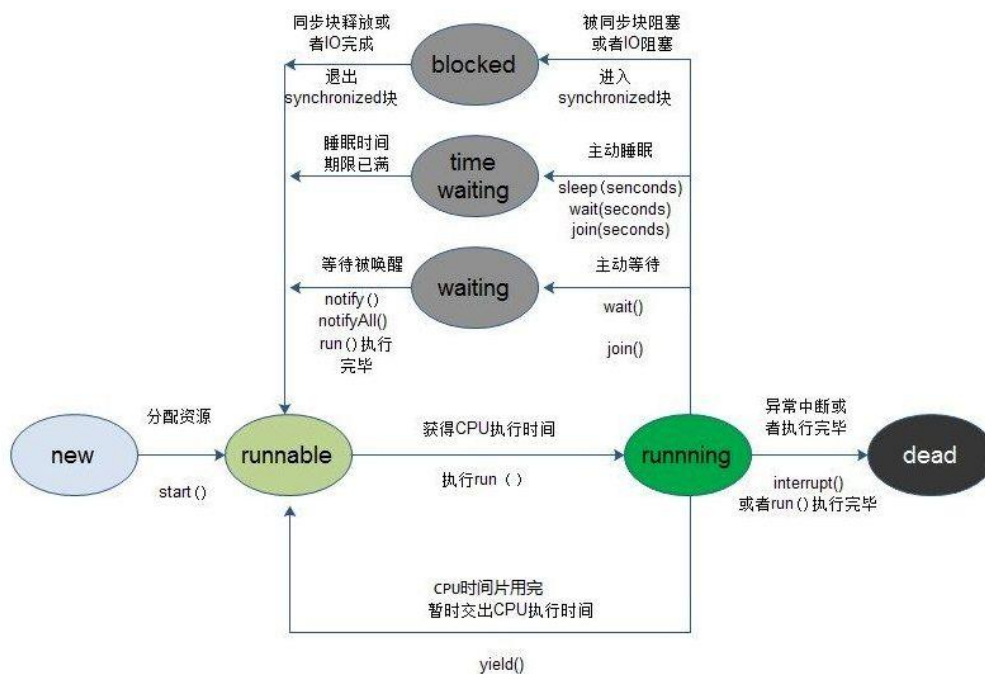 同步块释放或
者IO完成
退出
synchronized块
blocked
被同步块阻塞
或者IO阻塞
进入
synchronized块
睡眠时间
期限已满
time
waiting
主动睡眠
sleep(senconds)
wait(seconds)
join(seconds)
等待被唤醒
notify()
notifyAll()
run()执行
完毕
waiting
主动等待
wait()
join()
new
分配资源
start()
runnable
获得CPU执行时间
执行run ()
runnning
异常中断或
者执行完毕
interrupt()
或者run()执行完毕
dead
CPU时间片用完
暂时交出CPU执行时间
yield()